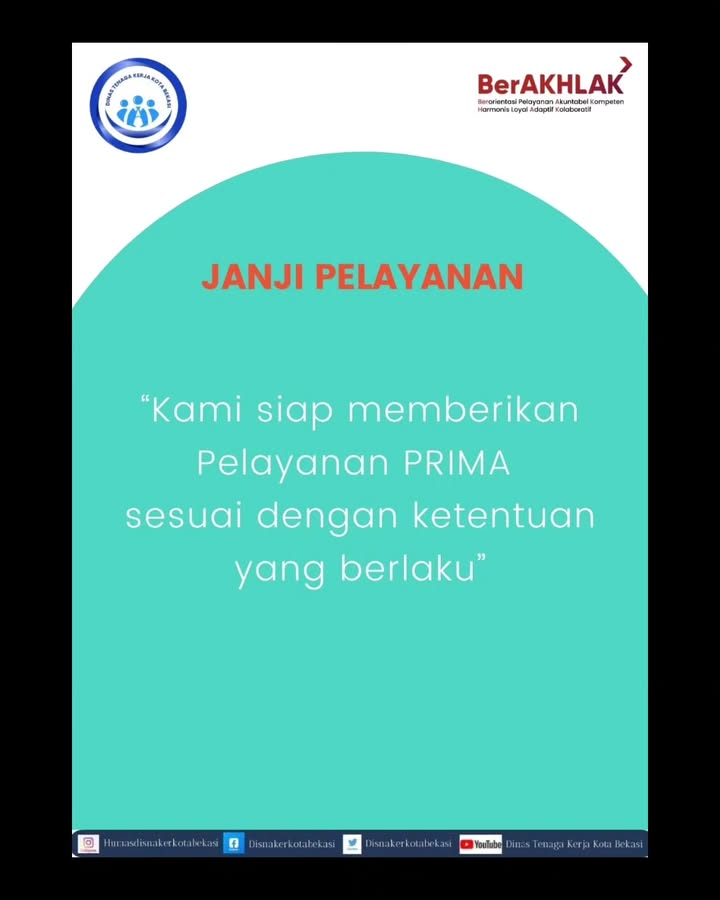 DINAS TENAGA KERJA KOTA BEKASI
BerAKHLAK
Berorientasi Pelayanan Akuntabel Kompeten
Harmonis Loyal Adaptif Kolaboratif
JANJI PELAYANAN
“Kami siap memberikan
Pelayanan PRIMA
sesuai dengan ketentuan
yang berlaku”
Humasdisnakerkotabekasi Disnakerkotabekasi Disnakerkotabekasi YouTube Dinas Tenaga Kerja Kota Bekasi